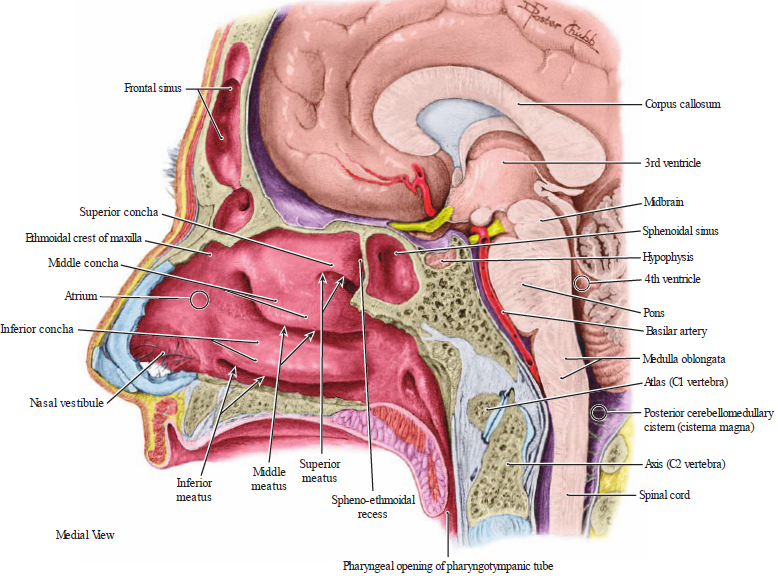 Foster Chubb
Frontal sinus
Corpus callosum
3rd ventricle
Midbrain
Superior concha
Sphenoidal sinus
Ethmoidal crest of maxilla
Hypophysis
Middle concha
4th ventricle
Atrium
Pons
Inferior concha
Basilar artery
Medulla oblongata
Atlas (C1 vertebra)
Nasal vestibule
Posterior cerebellomedullary
cistern (cisterna magna)
Axis (C2 vertebra)
Inferior
meatus
Middle
meatus
Superior
meatus
Spheno-ethmoidal
recess
Spinal cord
Medial View
Pharyngeal opening of pharyngotympanic tube